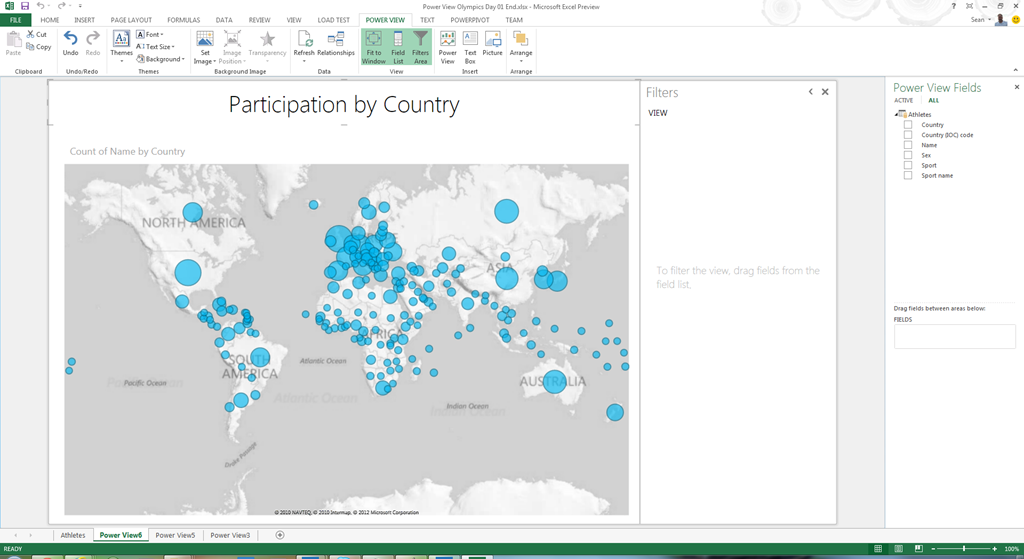 Power View Olympics Day 01 End.xlsx - Microsoft Excel Preview
FILE HOME INSERT PAGE LAYOUT FORMULAS DATA REVIEW VIEW LOAD TEST POWER VIEW TEXT POWERPIVOT TEAM
Sean
Paste
Cut
Copy
Clipboard
Undo Redo
Undo/Redo
Themes
Font
Text Size
Background
Themes
Set Image
Image Position
Transparency
Background Image
Refresh Relationships
Data
Fit to Window
Field List
Filters Area
View
Power View
Text Box
Picture
Insert
Arrange
Arrange
Participation by Country
Count of Name by Country
NORTH AMERICA
ASIA
AFRICA
SOUTH AMERICA
Atlantic Ocean
AUSTRALIA
Pacific Ocean
Atlantic Ocean
Indian Ocean
Indian Ocean
Drake Passage
© 2010 NAVTEQ, © 2010 Intermap, © 2012 Microsoft Corporation
Filters
VIEW
To filter the view, drag fields from the
field list.
Power View Fields
ACTIVE ALL
Athletes
Country
Country (IOC) code
Name
Sex
Sport
Sport name
Drag fields between areas below:
FIELDS
Athletes Power View6 Power View5 Power View3
READY
100%